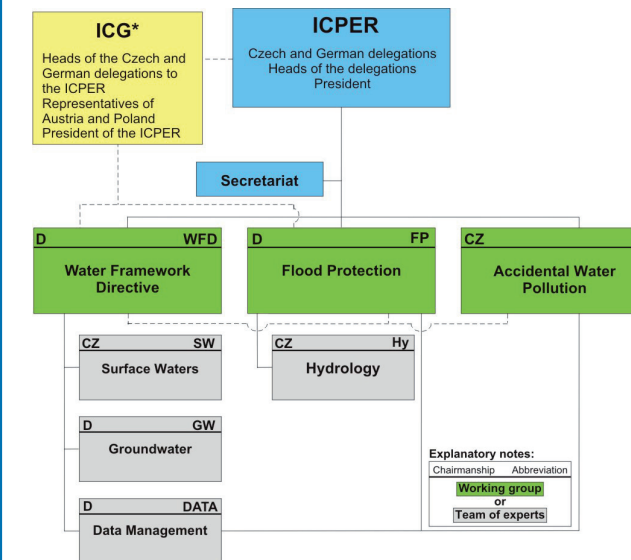 ICG*
Heads of the Czech and
German delegations to
the ICPER
Representatives of
Austria and Poland
President of the ICPER
ICPER
Czech and German delegations
Heads of the delegations
President
Secretariat
D WFD
Water Framework
Directive
D FP
Flood Protection
CZ
Accidental Water
Pollution
CZ SW
Surface Waters
CZ Hy
Hydrology
D GW
Groundwater
D DATA
Data Management
Explanatory notes:
Chairmanship Abbreviation
Working group
or
Team of experts